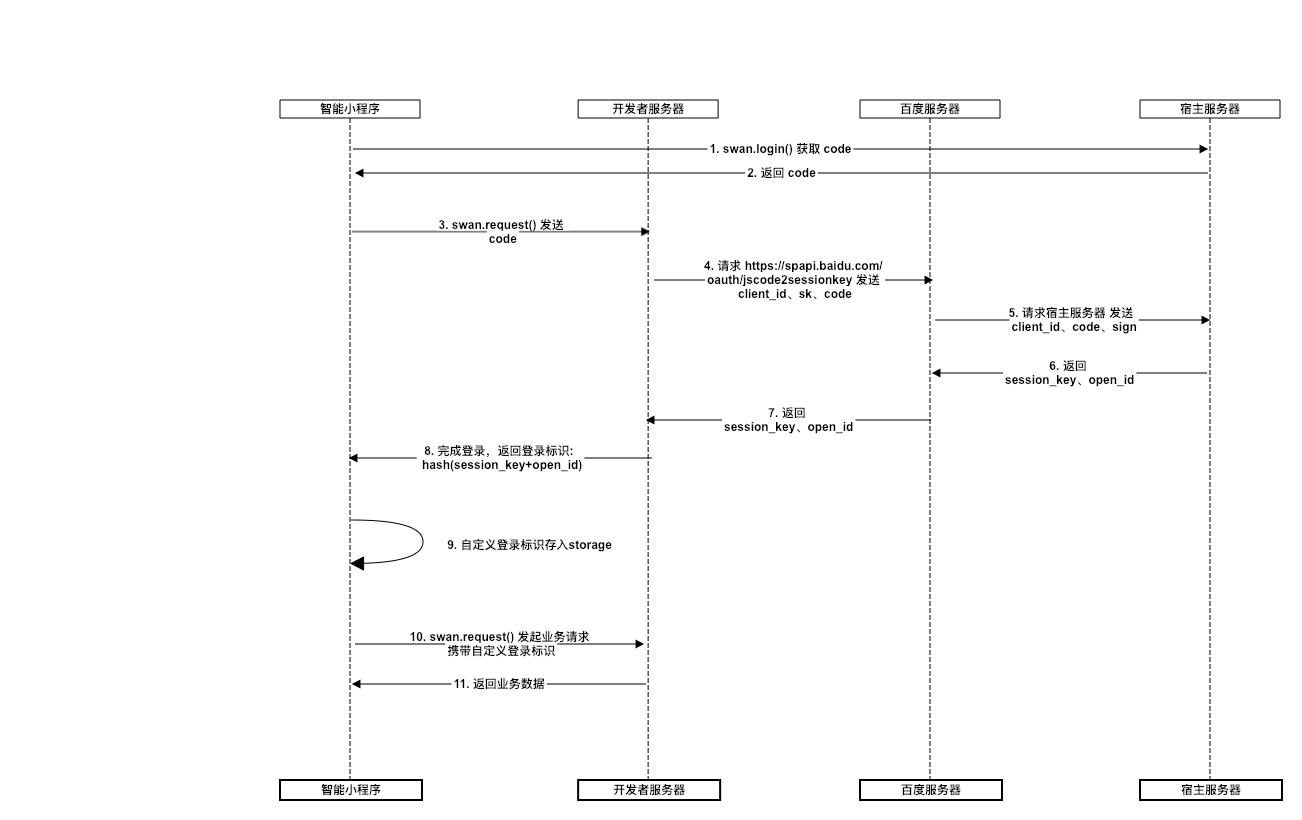 智能小程序
开发者服务器
百度服务器
宿主服务器
1. swan.login() 获取 code
2. 返回 code
3. swan.request() 发送
code
4. 请求 https://spapi.baidu.com/
oauth/jscode2sessionkey 发送
client_id、sk、code
5. 请求宿主服务器 发送
client_id、code、sign
6. 返回
session_key、open_id
7. 返回
session_key、open_id
8. 完成登录，返回登录标识:
hash(session_key+open_id)
9. 自定义登录标识存入storage
10. swan.request() 发起业务请求
携带自定义登录标识
11. 返回业务数据
智能小程序
开发者服务器
百度服务器
宿主服务器